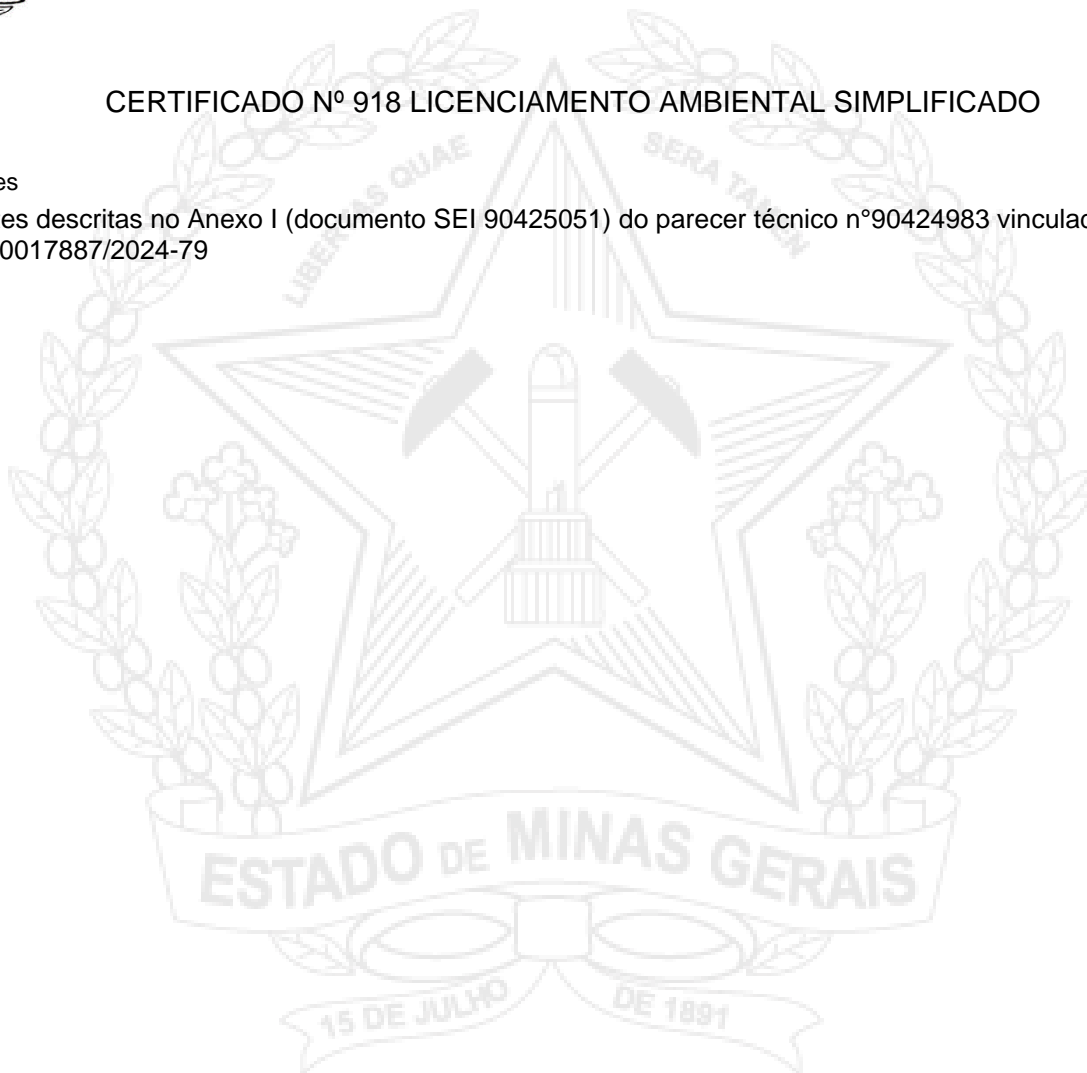 CERTIFICADO Nº 918 LICENCIAMENTO AMBIENTAL SIMPLIFICADO
es
es descritas no Anexo I (documento SEI 90425051) do parecer técnico n°90424983 vinculad
0017887/2024-79
LIBERTAS QUAE SERA TAMEN
ESTADO DE MINAS GERAIS
15 DE JULHO DE 1891